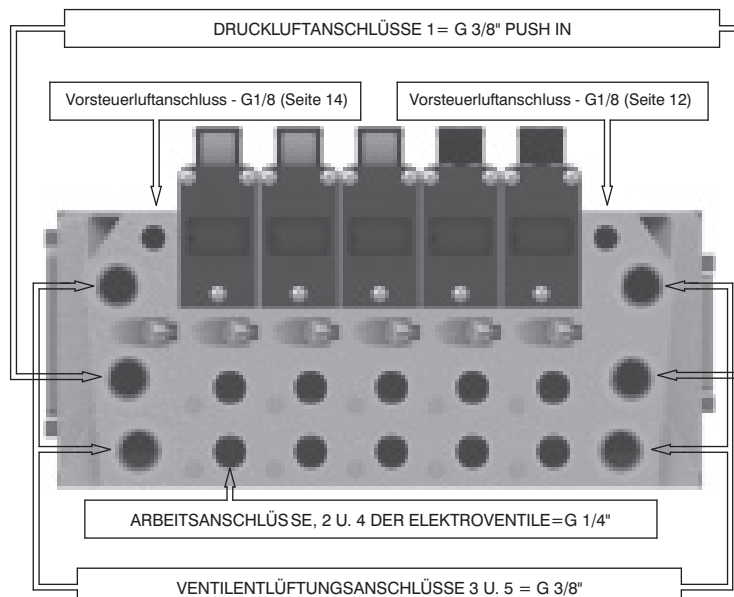 DRUCKLUFTANSCHLÜSSE 1= G 3/8" PUSH IN
Vorsteuerluftanschluss - G1/8 (Seite 14)
Vorsteuerluftanschluss - G1/8 (Seite 12)
ARBEITSANSCHLÜSSE, 2 U. 4 DER ELEKTROVENTILE=G 1/4"
VENTILENTLÜFTUNGSANSCHLÜSSE 3 U. 5 = G 3/8"